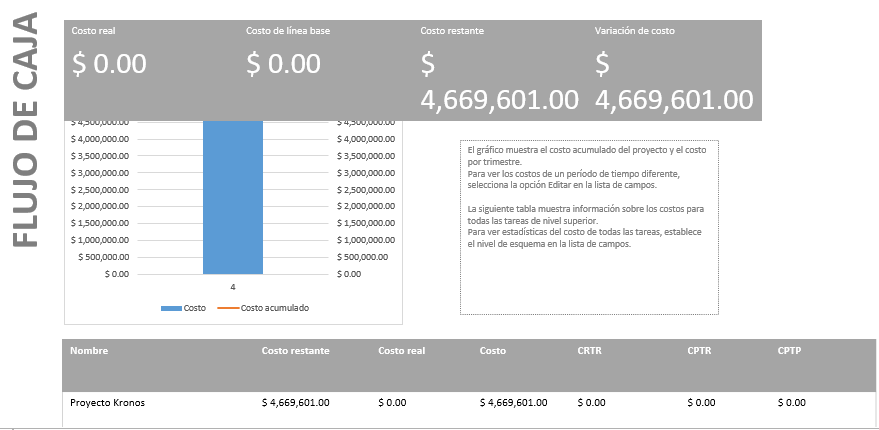 FLUJO DE CAJA
Costo real
$ 0.00
Costo de línea base
$ 0.00
Costo restante
$
4,669,601.00
Variación de costo
$
4,669,601.00
$ 4,500,000.00
$ 4,000,000.00
$ 3,500,000.00
$ 3,000,000.00
$ 2,500,000.00
$ 2,000,000.00
$ 1,500,000.00
$ 1,000,000.00
$ 500,000.00
$ 0.00
$ 4,500,000.00
$ 4,000,000.00
$ 3,500,000.00
$ 3,000,000.00
$ 2,500,000.00
$ 2,000,000.00
$ 1,500,000.00
$ 1,000,000.00
$ 500,000.00
$ 0.00
4
Costo Costo acumulado
El gráfico muestra el costo acumulado del proyecto y el costo
por trimestre.
Para ver los costos de un período de tiempo diferente,
selecciona la opción Editar en la lista de campos.
La siguiente tabla muestra información sobre los costos para
todas las tareas de nivel superior.
Para ver estadísticas del costo de todas las tareas, establece
el nivel de esquema en la lista de campos.
Nombre Costo restante Costo real Costo CRTR CPTR CPTP
Proyecto Kronos $ 4,669,601.00 $ 0.00 $ 4,669,601.00 $ 0.00 $ 0.00 $ 0.00